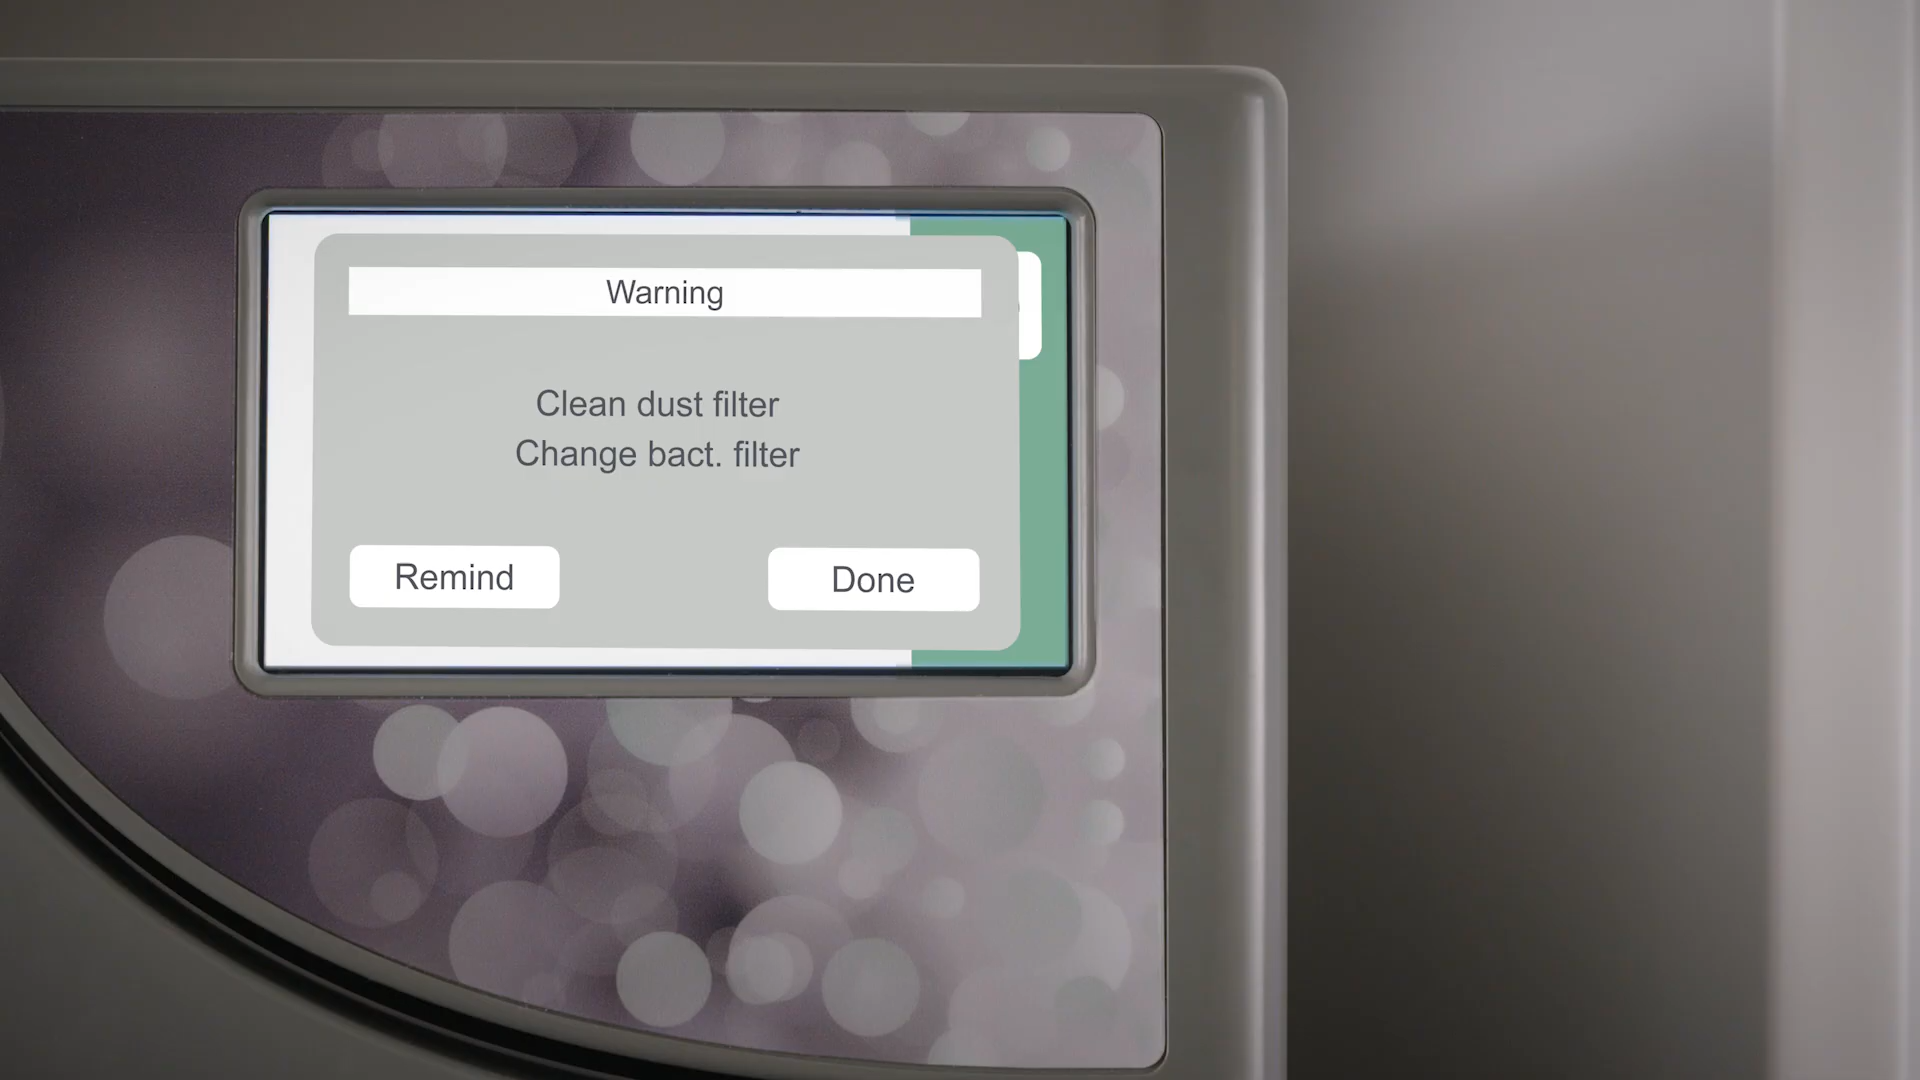 Warning
Clean dust filter
Change bact. filter
Remind
Done